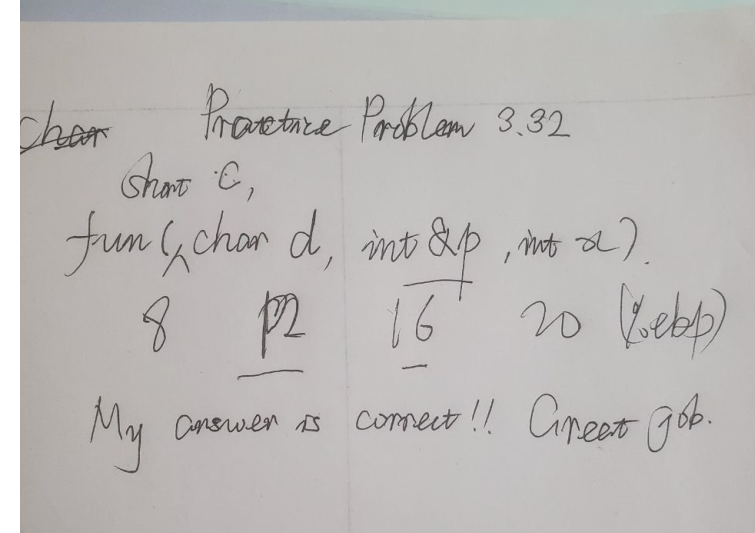 char Practice Problem 3.32
short c,
fun(^ char d, int &p, int x).
8 12 16 20 (%ebp)
My answer is correct!! Great job.